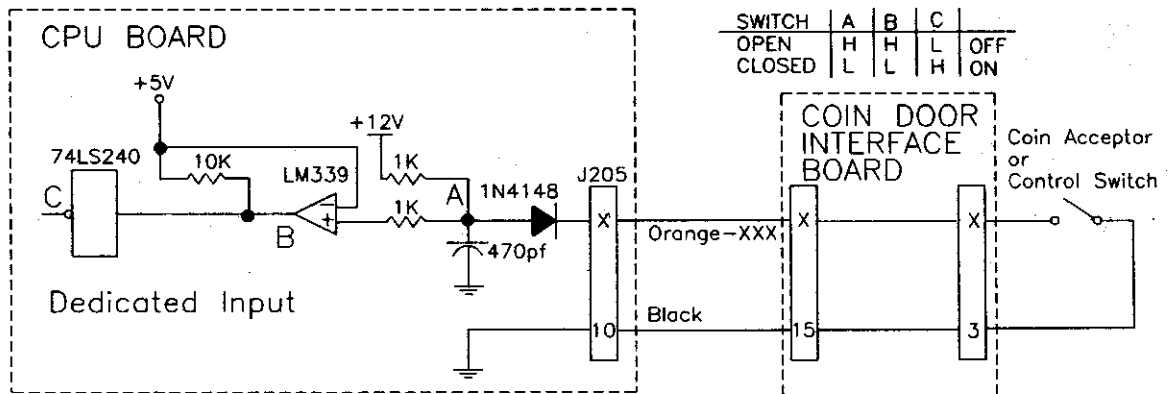 SWITCH A B C
OPEN H H L OFF
CLOSED L L H ON
CPU BOARD
+5V
+12V
74LS240
10K
LM339
1K
A
1N4148
J205
COIN DOOR
INTERFACE
BOARD
Coin Acceptor
or
Control Switch
C
B
−
+
1K
470pf
X
Orange-XXX
X
X
Dedicated Input
10
Black
15
3